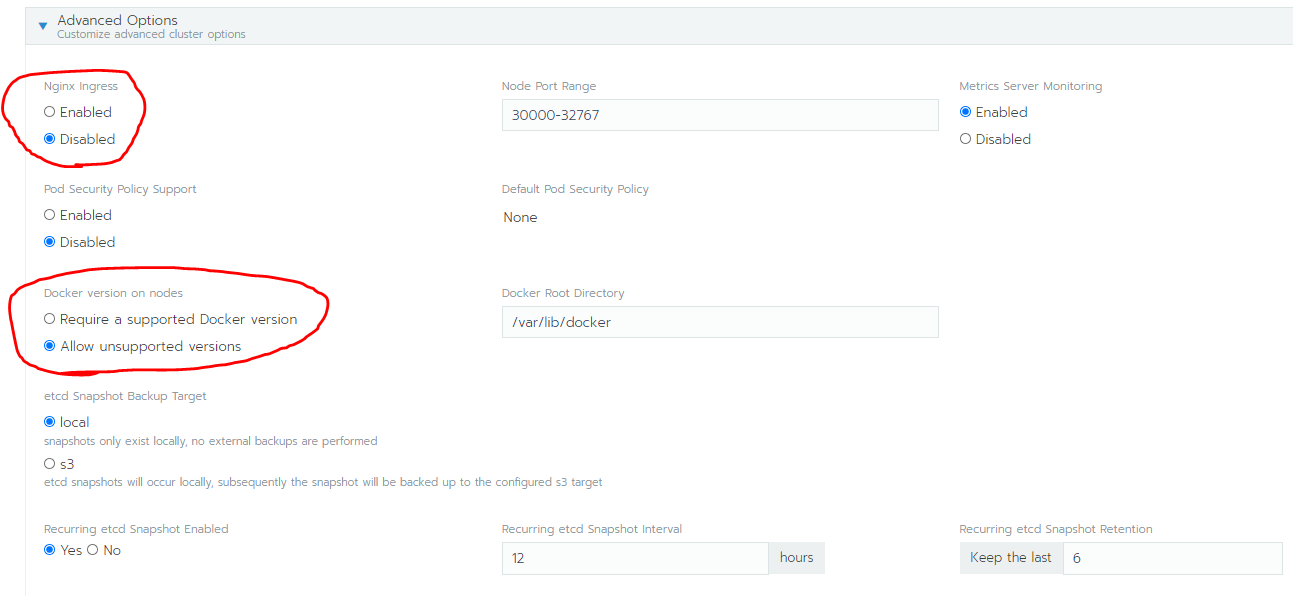 Advanced Options
Customize advanced cluster options
Nginx Ingress
Enabled
Disabled
Node Port Range
30000-32767
Metrics Server Monitoring
Enabled
Disabled
Pod Security Policy Support
Enabled
Disabled
Default Pod Security Policy
None
Docker version on nodes
Require a supported Docker version
Allow unsupported versions
Docker Root Directory
/var/lib/docker
etcd Snapshot Backup Target
local
snapshots only exist locally, no external backups are performed
s3
etcd snapshots will occur locally, subsequently the snapshot will be backed up to the configured s3 target
Recurring etcd Snapshot Enabled
Yes No
Recurring etcd Snapshot Interval
12 hours
Recurring etcd Snapshot Retention
Keep the last 6